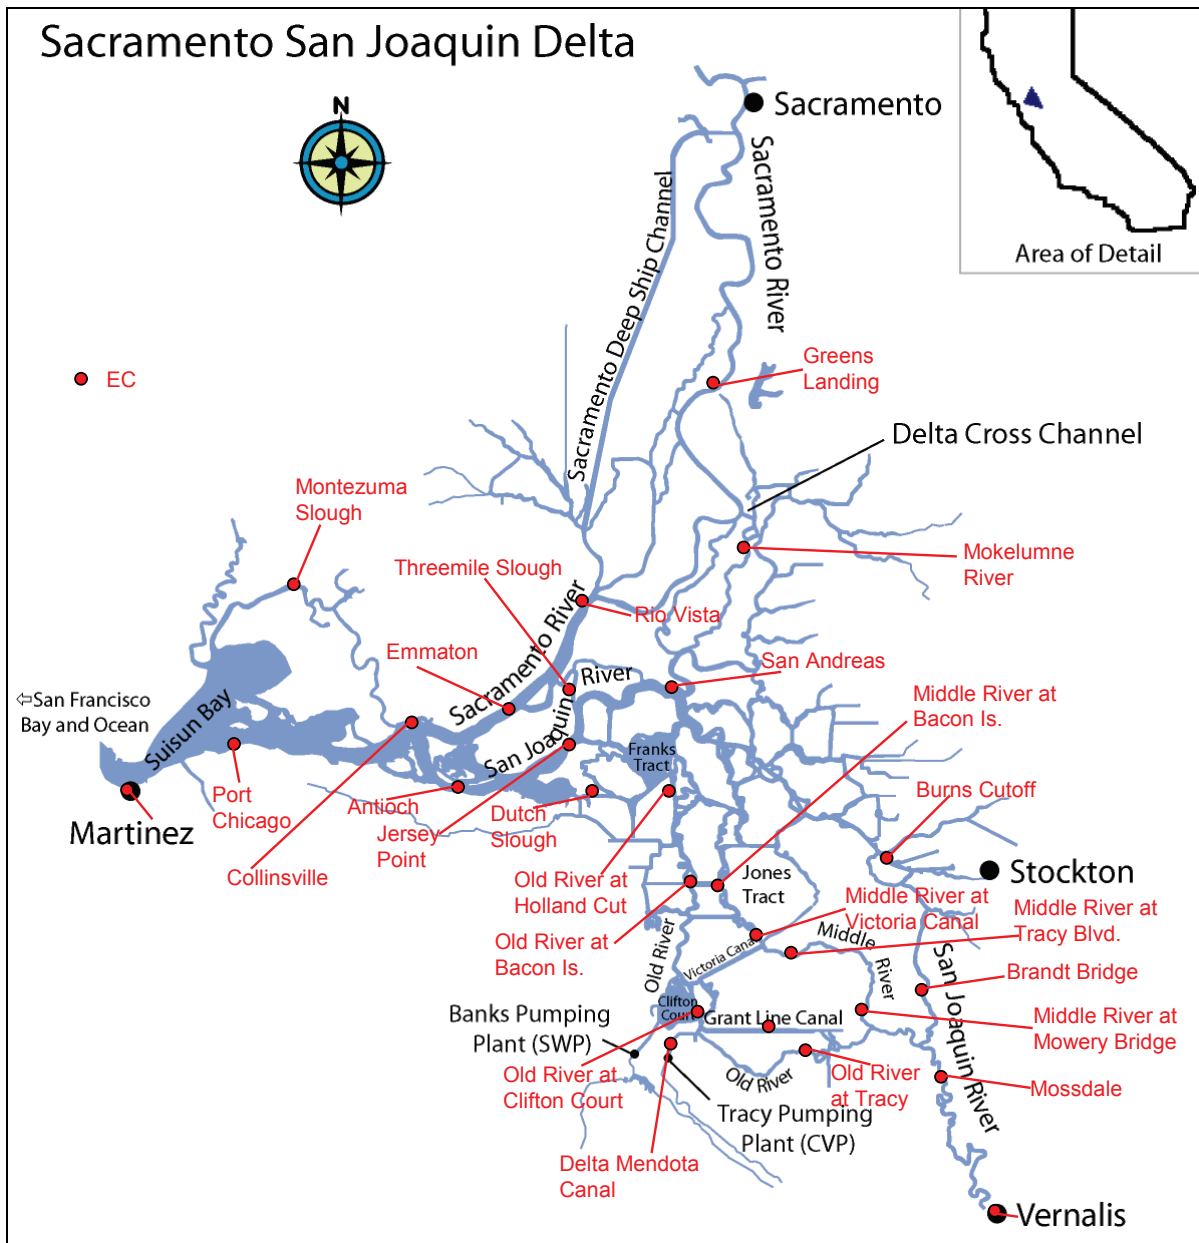 Sacramento San Joaquin Delta
N
Sacramento
Sacramento River
Sacramento Deep Ship Channel
Area of Detail
EC
Greens
Landing
Delta Cross Channel
Montezuma
Slough
Threemile Slough
Mokelumne
River
Rio Vista
Sacramento River
Emmaton
San Andreas
San Joaquin River
Middle River at
Bacon Is.
⇦San Francisco
Bay and Ocean
Suisun Bay
Franks
Tract
Port
Chicago
Antioch
Jersey
Point
Dutch
Slough
Burns Cutoff
Martinez
Collinsville
Old River at
Holland Cut
Jones
Tract
Stockton
Middle River at
Victoria Canal
Middle River at
Tracy Blvd.
Old River at
Bacon Is.
Old River
Victoria Canal
Middle River
San Joaquin River
Brandt Bridge
Clifton
Court
Grant Line Canal
Banks Pumping
Plant (SWP)
Middle River at
Mowery Bridge
Old River at
Clifton Court
Old River
Old River
at Tracy
Mossdale
Tracy Pumping
Plant (CVP)
Delta Mendota
Canal
Vernalis